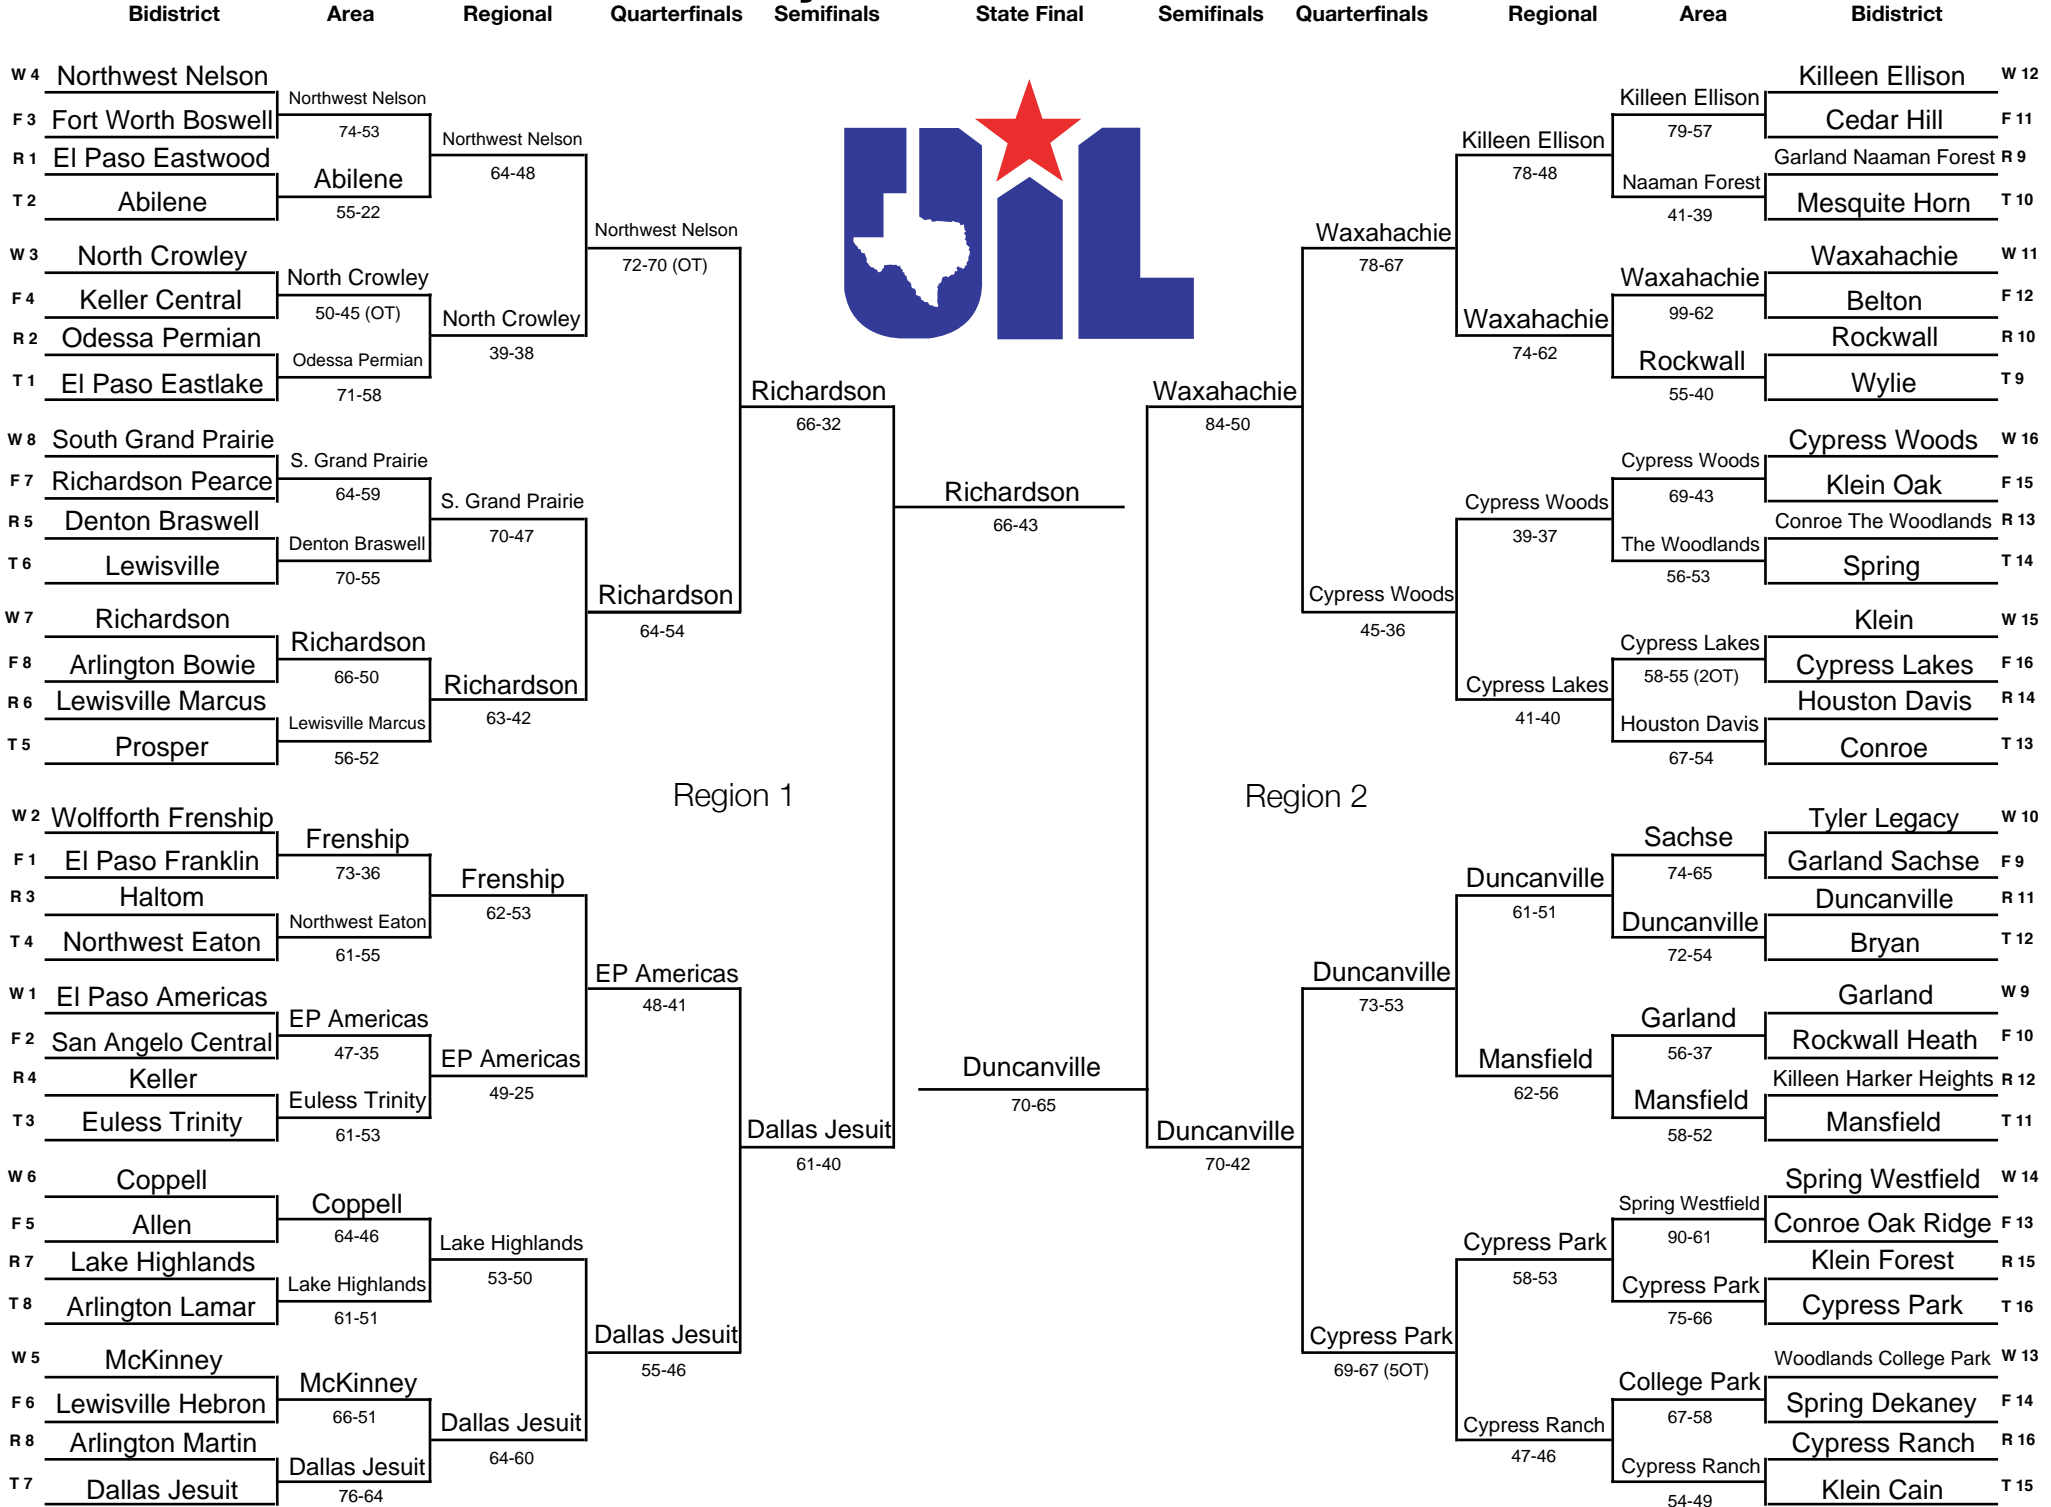 Bidistrict Area Regional Quarterfinals Semifinals State Final Semifinals Quarterfinals Regional Area Bidistrict
W 4 Northwest Nelson
Northwest Nelson
F 3 Fort Worth Boswell
74-53
Northwest Nelson
R 1 El Paso Eastwood
64-48
Abilene
T 2 Abilene
55-22
Northwest Nelson
72-70 (OT)
W 3 North Crowley
North Crowley
F 4 Keller Central
50-45 (OT)
North Crowley
R 2 Odessa Permian
39-38
Odessa Permian
T 1 El Paso Eastlake
71-58
Richardson
66-32
W 8 South Grand Prairie
S. Grand Prairie
F 7 Richardson Pearce
64-59
S. Grand Prairie
R 5 Denton Braswell
70-47
Denton Braswell
T 6 Lewisville
70-55
Richardson
64-54
W 7 Richardson
Richardson
F 8 Arlington Bowie
66-50
Richardson
R 6 Lewisville Marcus
63-42
Lewisville Marcus
T 5 Prosper
56-52
Region 1
W 2 Wolfforth Frenship
Frenship
F 1 El Paso Franklin
73-36
Frenship
R 3 Haltom
62-53
Northwest Eaton
T 4 Northwest Eaton
61-55
EP Americas
48-41
W 1 El Paso Americas
EP Americas
F 2 San Angelo Central
47-35
EP Americas
R 4 Keller
49-25
Euless Trinity
T 3 Euless Trinity
61-53
Dallas Jesuit
61-40
W 6 Coppell
Coppell
F 5 Allen
64-46
Lake Highlands
R 7 Lake Highlands
53-50
Lake Highlands
T 8 Arlington Lamar
61-51
Dallas Jesuit
55-46
W 5 McKinney
McKinney
F 6 Lewisville Hebron
66-51
Dallas Jesuit
R 8 Arlington Martin
64-60
Dallas Jesuit
T 7 Dallas Jesuit
76-64
UIL
Richardson
66-43
Duncanville
70-65
Killeen Ellison W 12
Killeen Ellison
Cedar Hill F 11
79-57
Killeen Ellison
Garland Naaman Forest R 9
78-48
Naaman Forest
Mesquite Horn T 10
41-39
Waxahachie
78-67
Waxahachie W 11
Waxahachie
Belton F 12
99-62
Waxahachie
Rockwall R 10
74-62
Rockwall
Wylie T 9
55-40
Waxahachie
84-50
Cypress Woods W 16
Cypress Woods
Klein Oak F 15
69-43
Cypress Woods
Conroe The Woodlands R 13
39-37
The Woodlands
Spring T 14
56-53
Cypress Woods
45-36
Klein W 15
Cypress Lakes
Cypress Lakes F 16
58-55 (2OT)
Cypress Lakes
Houston Davis R 14
41-40
Houston Davis
Conroe T 13
67-54
Region 2
Tyler Legacy W 10
Sachse
Garland Sachse F 9
74-65
Duncanville
Duncanville R 11
61-51
Duncanville
Bryan T 12
72-54
Duncanville
73-53
Garland W 9
Garland
Rockwall Heath F 10
56-37
Mansfield
Killeen Harker Heights R 12
62-56
Mansfield
Mansfield T 11
58-52
Duncanville
70-42
Spring Westfield W 14
Spring Westfield
Conroe Oak Ridge F 13
90-61
Cypress Park
Klein Forest R 15
58-53
Cypress Park
Cypress Park T 16
75-66
Cypress Park
69-67 (5OT)
Woodlands College Park W 13
College Park
Spring Dekaney F 14
67-58
Cypress Ranch
Cypress Ranch R 16
47-46
Cypress Ranch
Klein Cain T 15
54-49